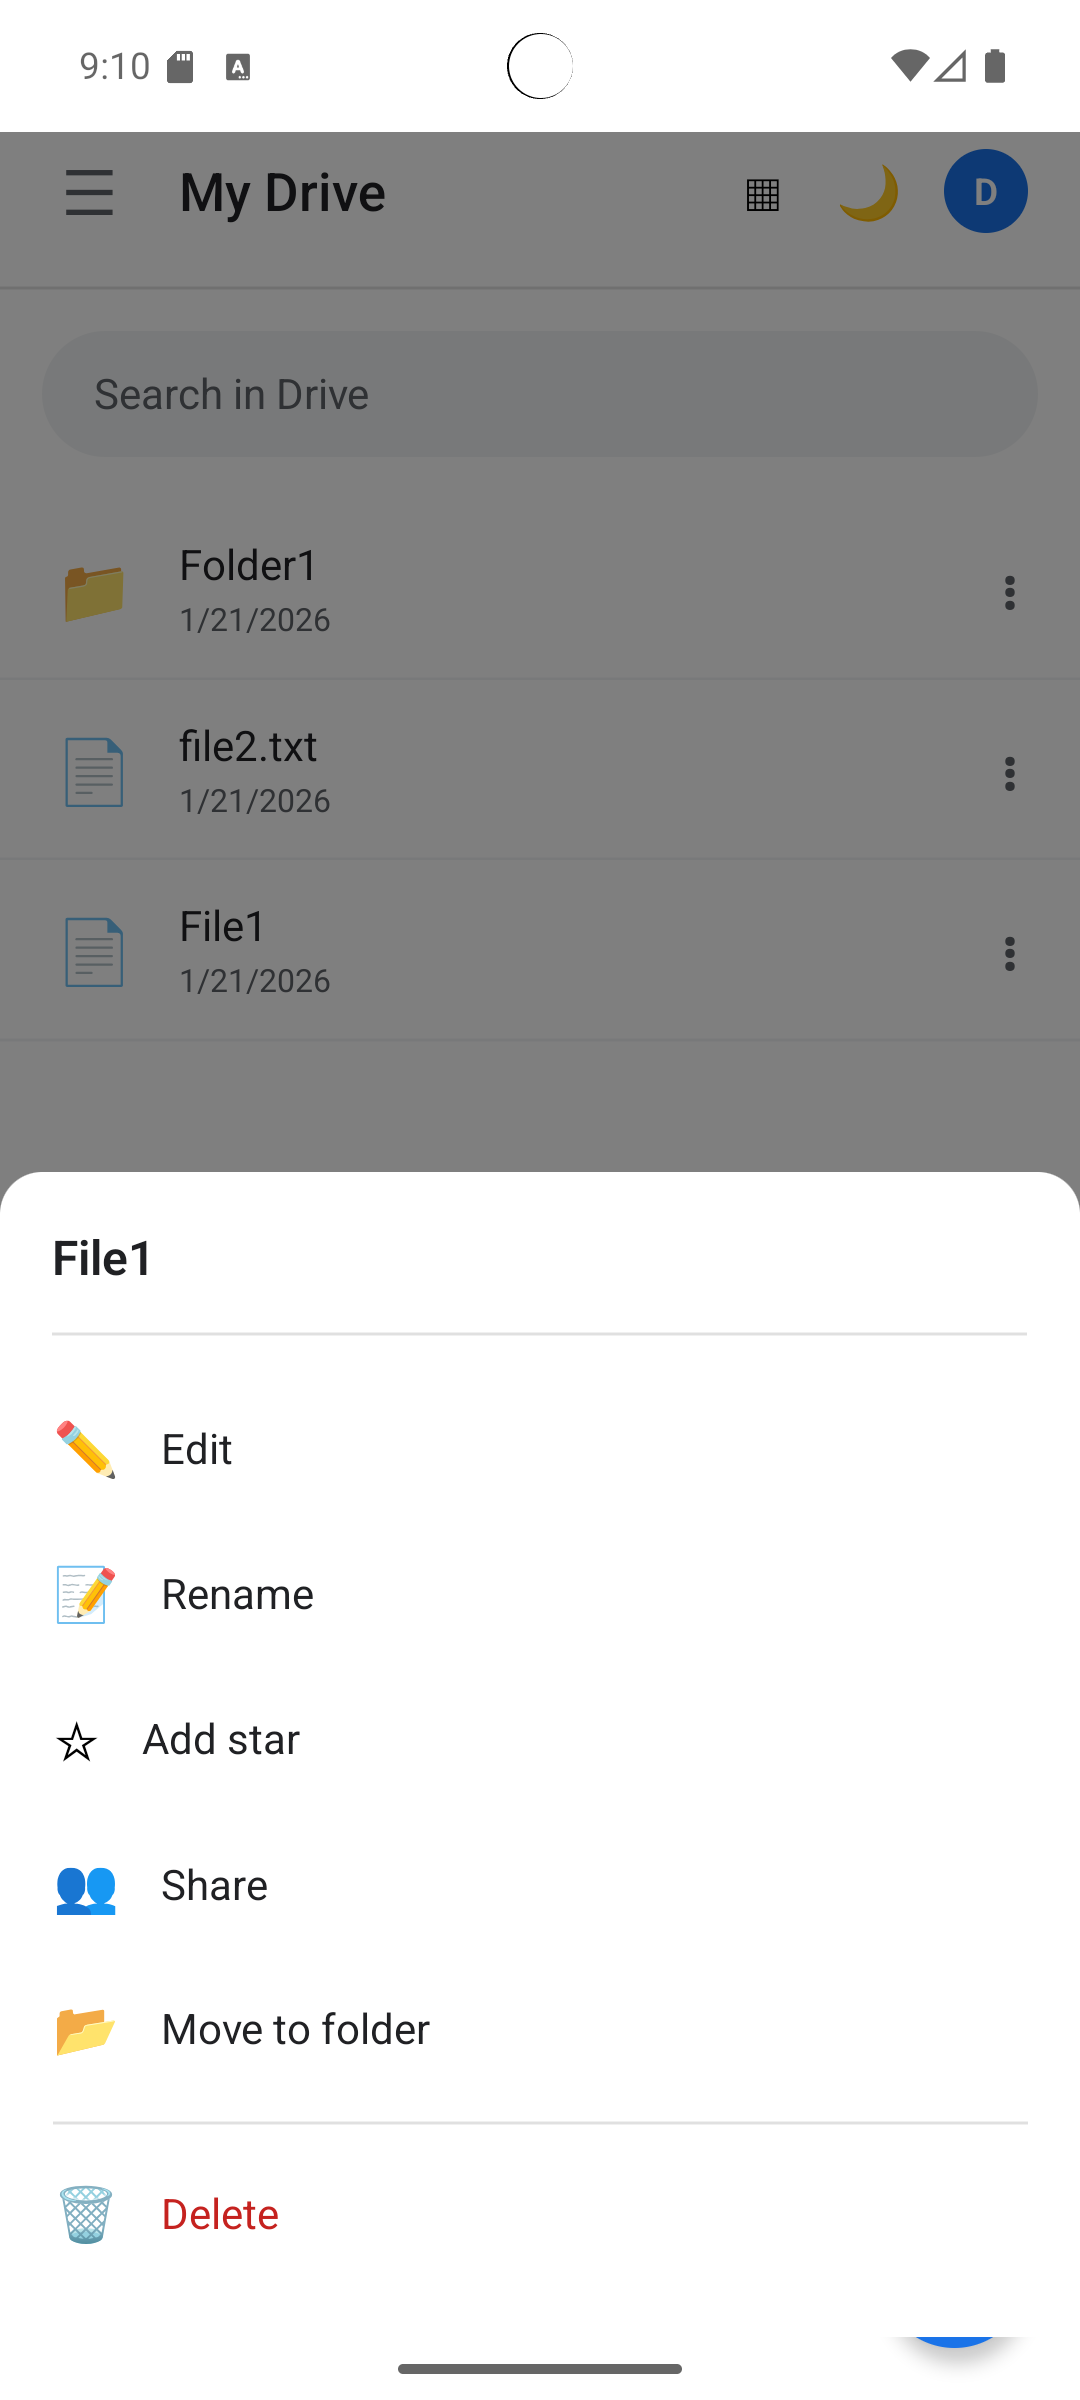 9:10
My Drive
D
Search in Drive
Folder1
1/21/2026
file2.txt
1/21/2026
File1
1/21/2026
File1
Edit
Rename
Add star
Share
Move to folder
Delete